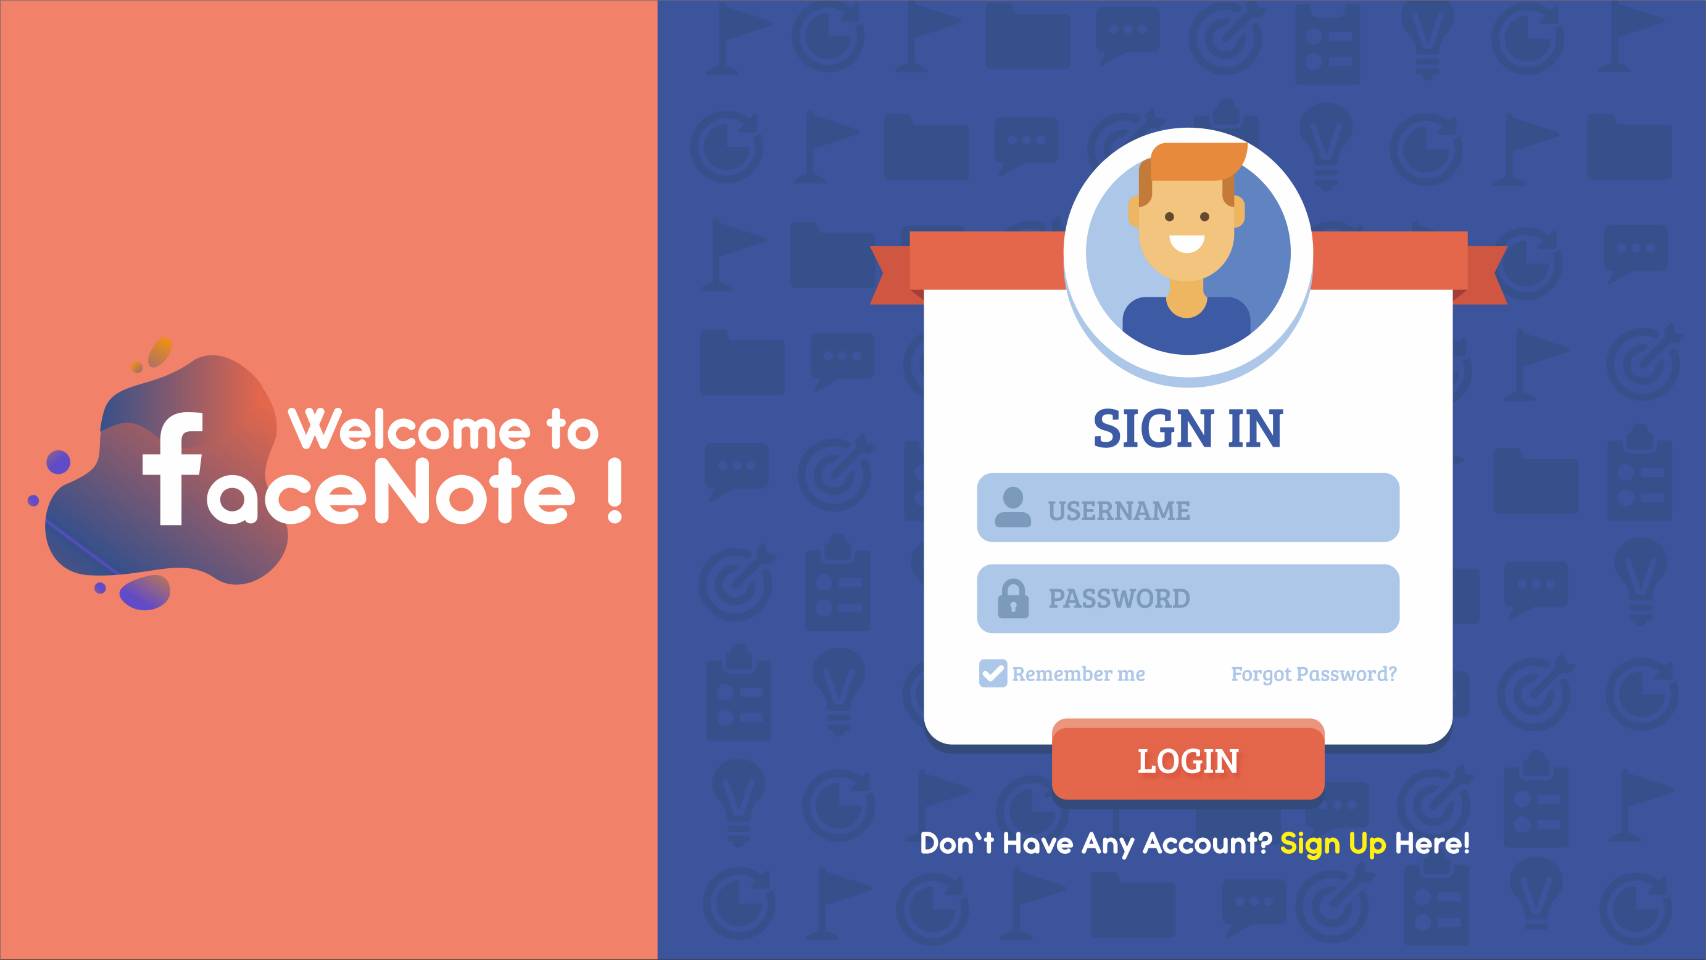 Welcome to
faceNote !
SIGN IN
USERNAME
PASSWORD
Remember me
Forgot Password?
LOGIN
Don`t Have Any Account? Sign Up Here!